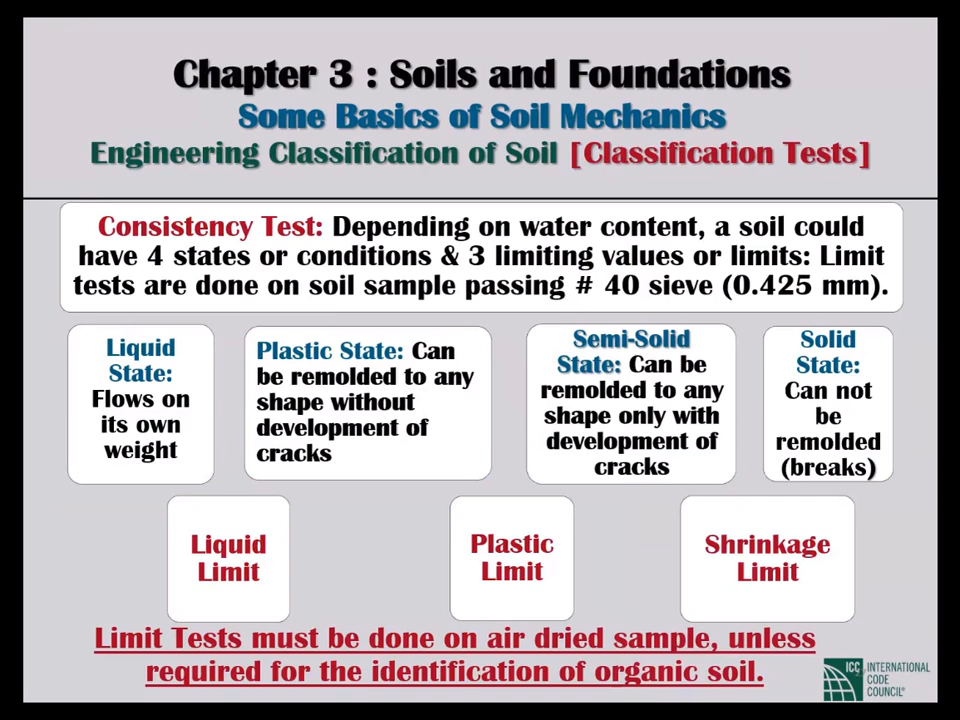 Chapter 3 : Soils and Foundations
Some Basics of Soil Mechanics
Engineering Classification of Soil [Classification Tests]
Consistency Test: Depending on water content, a soil could
have 4 states or conditions & 3 limiting values or limits: Limit
tests are done on soil sample passing # 40 sieve (0.425 mm).
Liquid
State:
Flows on
its own
weight
Plastic State: Can
be remolded to any
shape without
development of
cracks
Semi-Solid
State: Can be
remolded to any
shape only with
development of
cracks
Solid
State:
Can not
be
remolded
(breaks)
Liquid
Limit
Plastic
Limit
Shrinkage
Limit
Limit Tests must be done on air dried sample, unless
required for the identification of organic soil.
ICC INTERNATIONAL
CODE
COUNCIL®